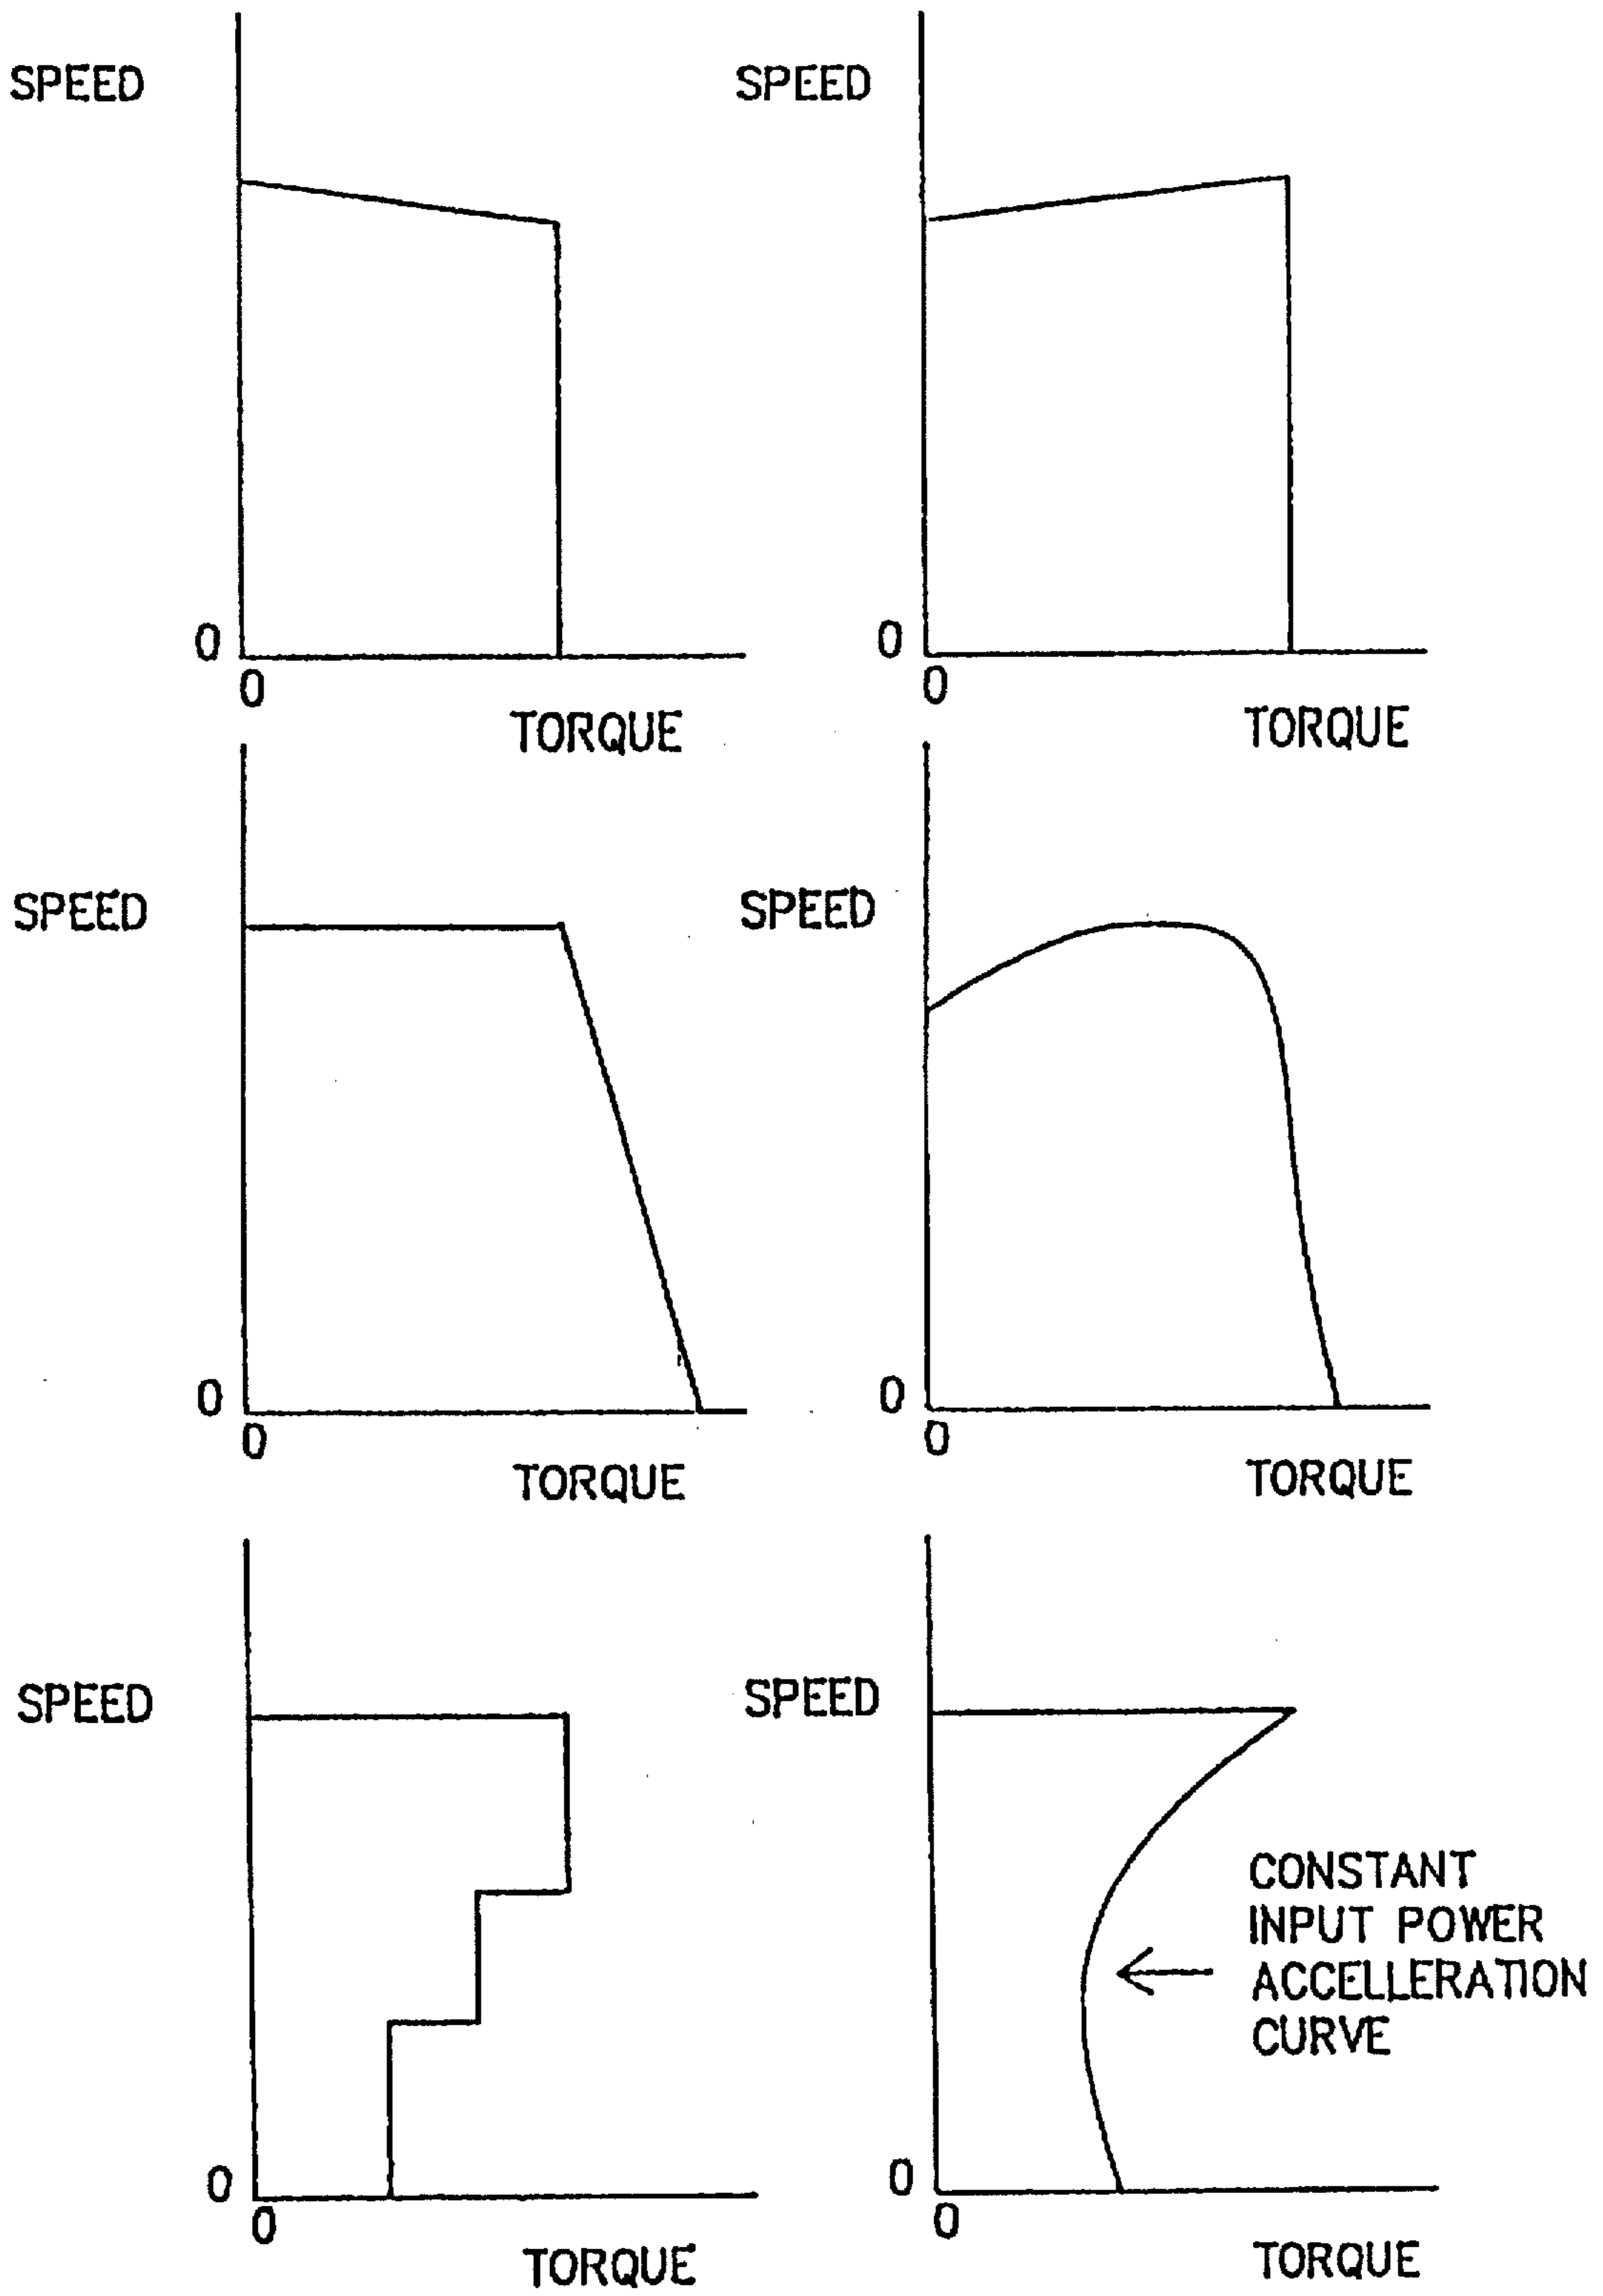 SPEED
SPEED
0
0
0
0
TORQUE
TORQUE
SPEED
SPEED
0
0
0
0
TORQUE
TORQUE
SPEED
SPEED
CONSTANT
INPUT POWER
ACCELLERATION
CURVE
0
0
0
0
TORQUE
TORQUE